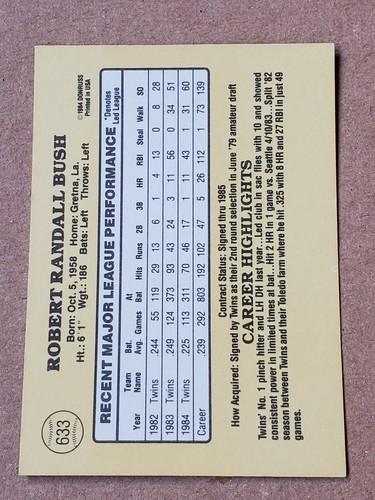 633
ROBERT RANDALL BUSH
© 1984 DONRUSS
Printed in USA
Born: Oct. 5, 1958 Home: Gretna, La.
Ht.: 6'1" Wgt.: 186 Bats: Left Throws: Left
RECENT MAJOR LEAGUE PERFORMANCE
*Denotes
Led League
Team Bat. At
Year Name Avg. Games Bat Hits Runs 2B 3B HR RBI Steal Walk SO
1982 Twins .244 55 119 29 13 6 1 4 13 0 8 28
1983 Twins .249 124 373 93 43 24 3 11 56 0 34 51
1984 Twins .225 113 311 70 46 17 1 11 43 1 31 60
Career .239 292 803 192 102 47 5 26 112 1 73 139
Contract Status: Signed thru 1985
How Acquired: Signed by Twins as their 2nd round selection in June '79 amateur draft
CAREER HIGHLIGHTS
Twins' No. 1 pinch hitter and LH DH last year...Led club in sac flies with 10 and showed
consistent power in limited times at bat...Hit 2 HR in 1 game vs. Seattle 4/10/83...Split '82
season between Twins and their Toledo farm where he hit .325 with 8 HR and 27 RBI in just 49
games.